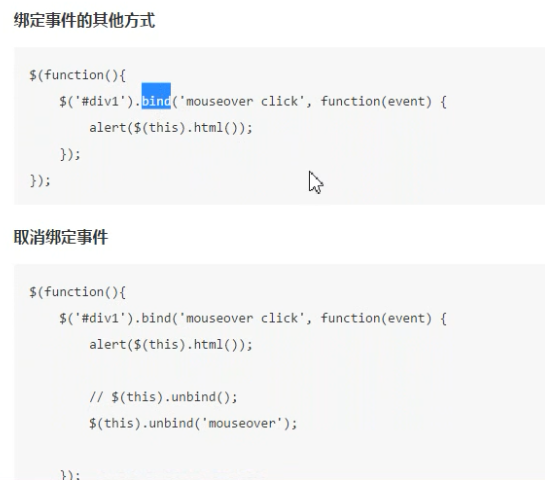 绑定事件的其他方式
$(function(){
    $('#div1').bind('mouseover click', function(event) {
        alert($(this).html());
    });
});
取消绑定事件
$(function(){
    $('#div1').bind('mouseover click', function(event) {
        alert($(this).html());
        // $(this).unbind();
        $(this).unbind('mouseover');
    });